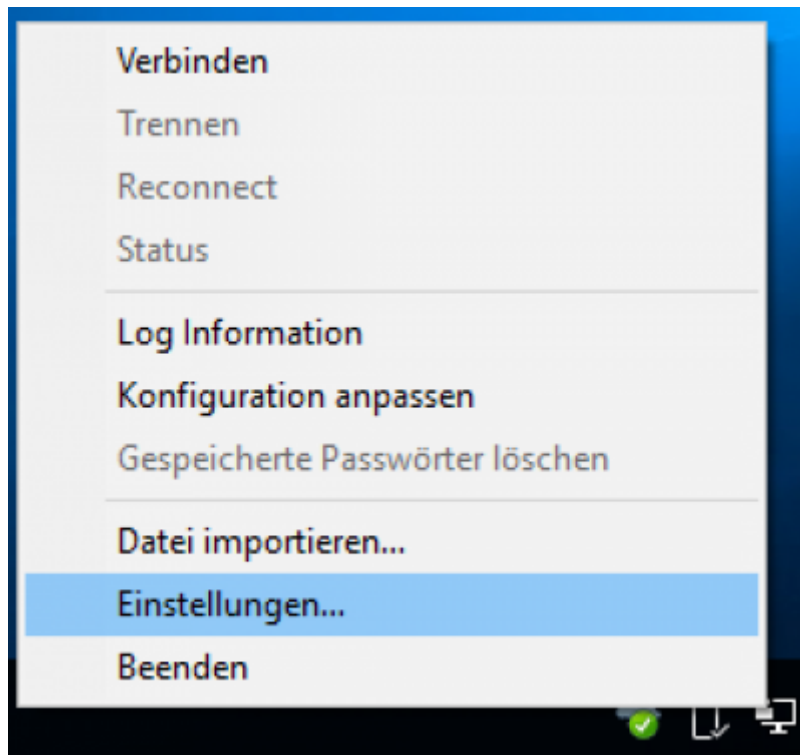 Verbinden
Trennen
Reconnect
Status
Log Information
Konfiguration anpassen
Gespeicherte Passwörter löschen
Datei importieren...
Einstellungen...
Beenden